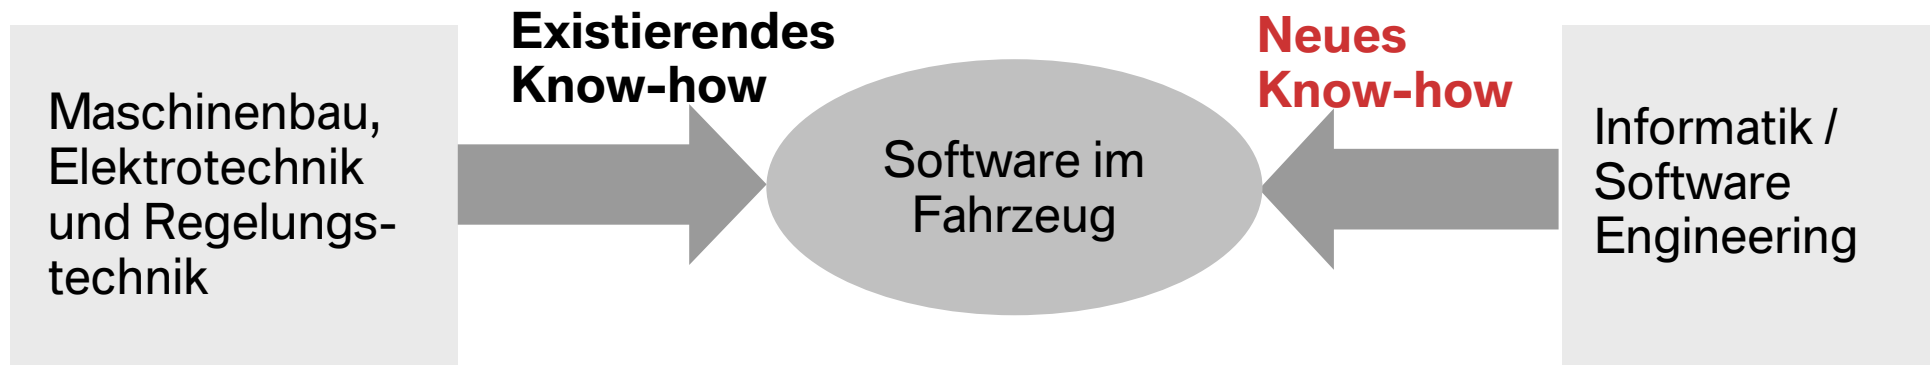 Maschinenbau,
Elektrotechnik
und Regelungs-
technik
Existierendes
Know-how
Software im
Fahrzeug
Neues
Know-how
Informatik /
Software
Engineering